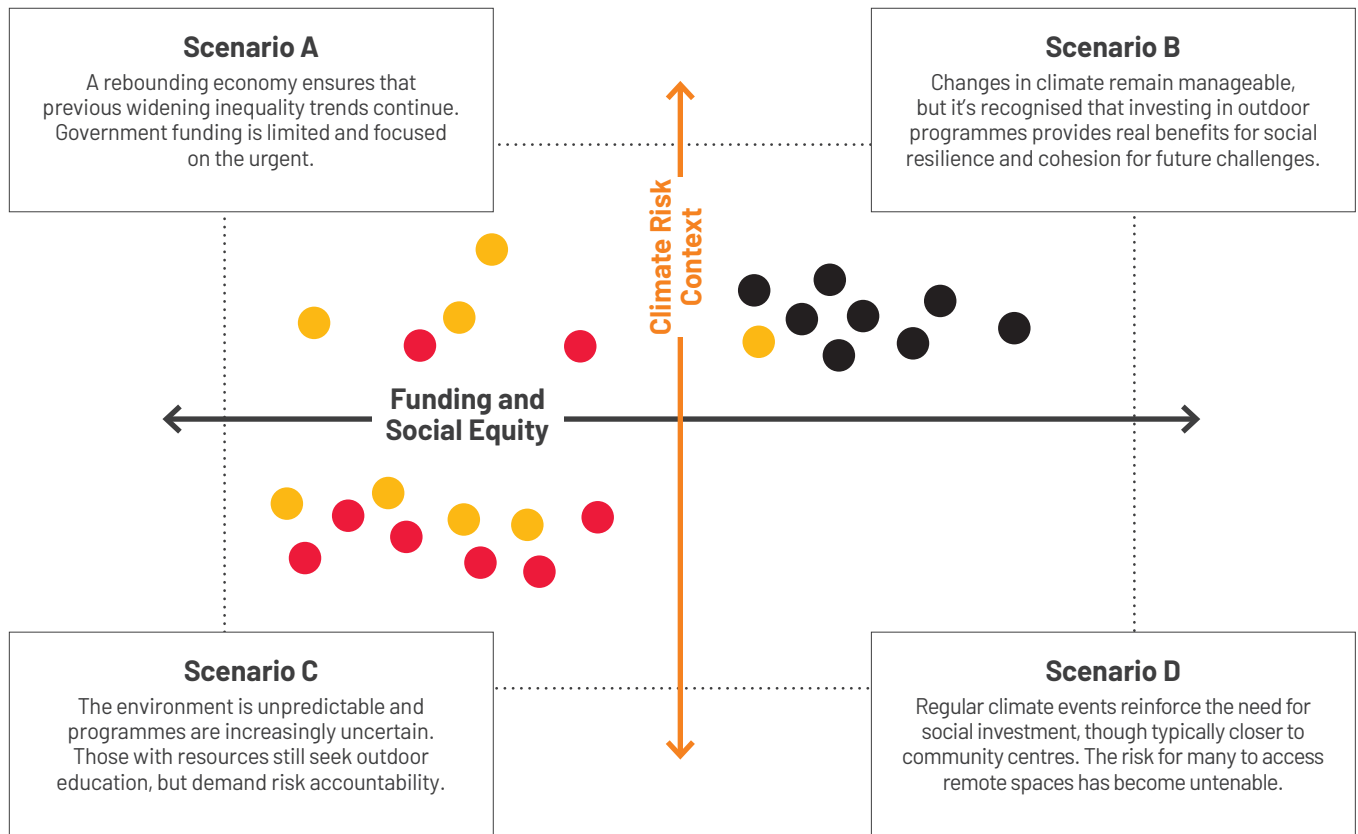 Scenario A
A rebounding economy ensures that
previous widening inequality trends continue.
Government funding is limited and focused
on the urgent.
Scenario B
Changes in climate remain manageable,
but it's recognised that investing in outdoor
programmes provides real benefits for social
resilience and cohesion for future challenges.
Climate Risk
Context
Funding and
Social Equity
Scenario C
The environment is unpredictable and
programmes are increasingly uncertain.
Those with resources still seek outdoor
education, but demand risk accountability.
Scenario D
Regular climate events reinforce the need for
social investment, though typically closer to
community centres. The risk for many to access
remote spaces has become untenable.